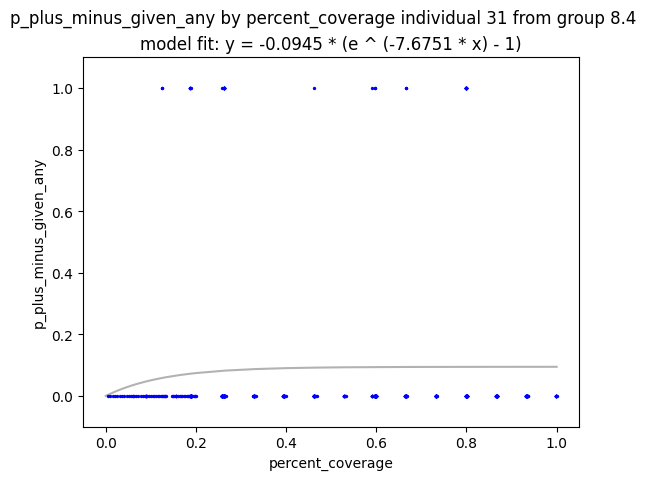 p_plus_minus_given_any by percent_coverage individual 31 from group 8.4
model fit: y = -0.0945 * (e ^ (-7.6751 * x) - 1)
1.0
0.8
0.6
0.4
0.2
0.0
p_plus_minus_given_any
0.0 0.2 0.4 0.6 0.8 1.0
percent_coverage